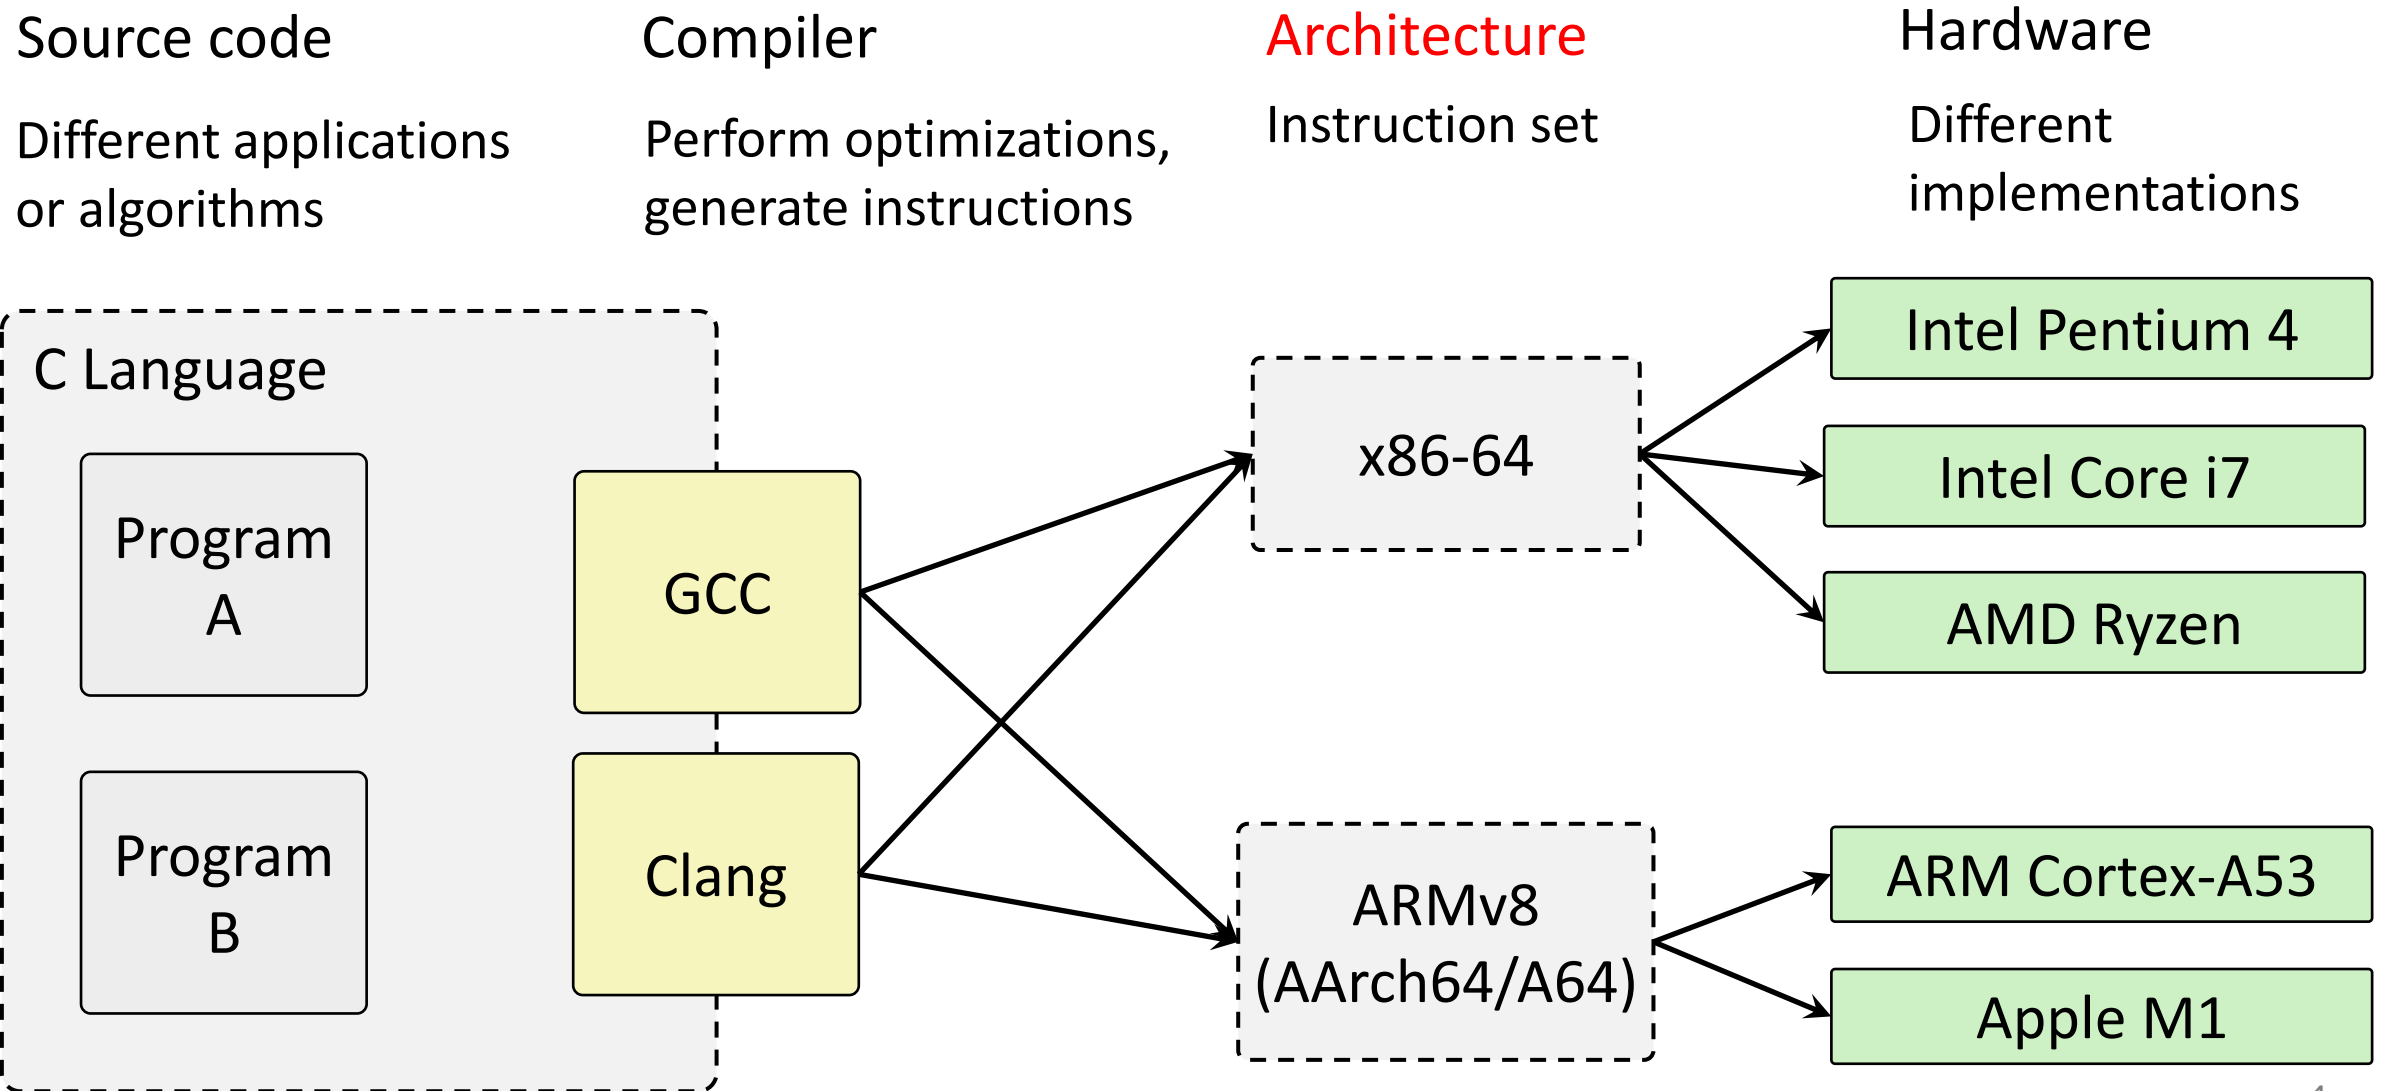 Source code
Different applications
or algorithms
Compiler
Perform optimizations,
generate instructions
Architecture
Instruction set
Hardware
Different
implementations
C Language
Program
A
Program
B
GCC
Clang
x86-64
ARMv8
(AArch64/A64)
Intel Pentium 4
Intel Core i7
AMD Ryzen
ARM Cortex-A53
Apple M1